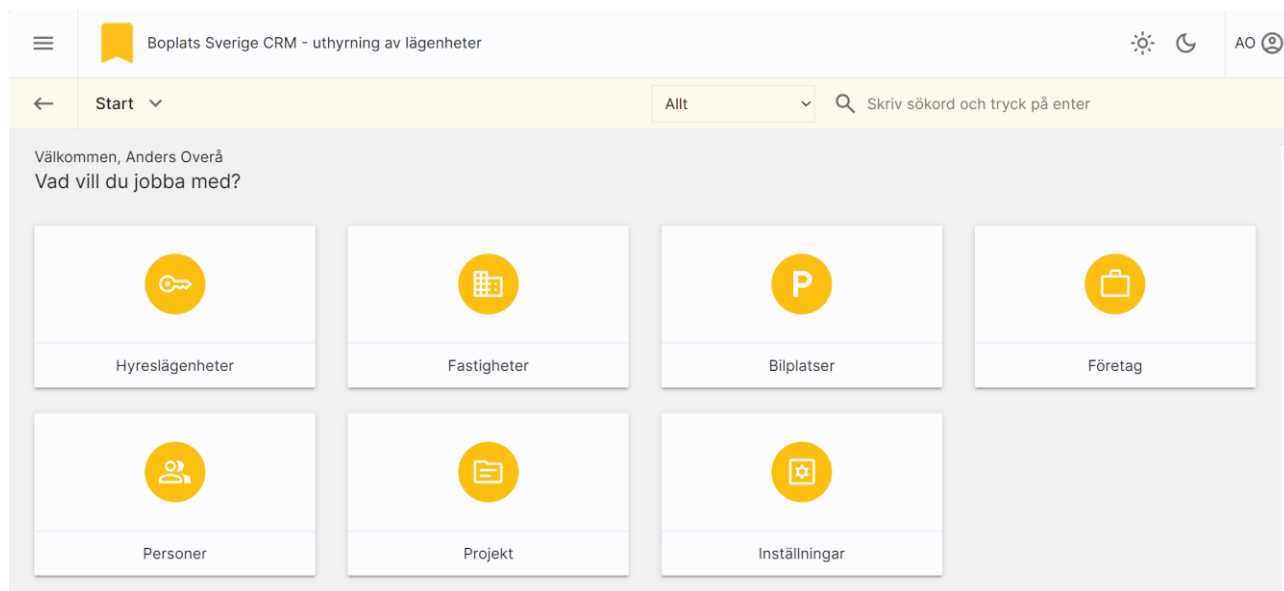 Boplats Sverige CRM - uthyrning av lägenheter
AO
Start
Allt
Skriv sökord och tryck på enter
Välkommen, Anders Overå
Vad vill du jobba med?
Hyreslägenheter
Fastigheter
P
Bilplatser
Företag
Personer
Projekt
Inställningar